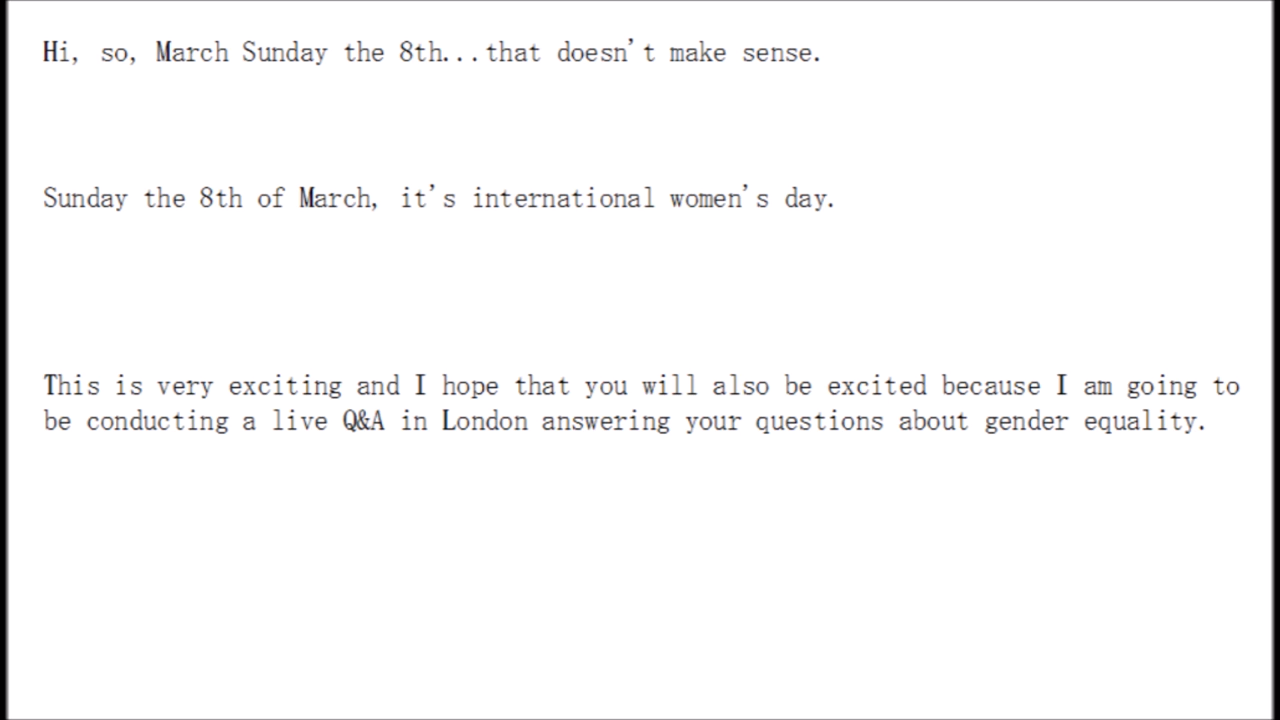 Hi, so, March Sunday the 8th...that doesn't make sense.
Sunday the 8th of March, it's international women's day.
This is very exciting and I hope that you will also be excited because I am going to
be conducting a live Q&A in London answering your questions about gender equality.